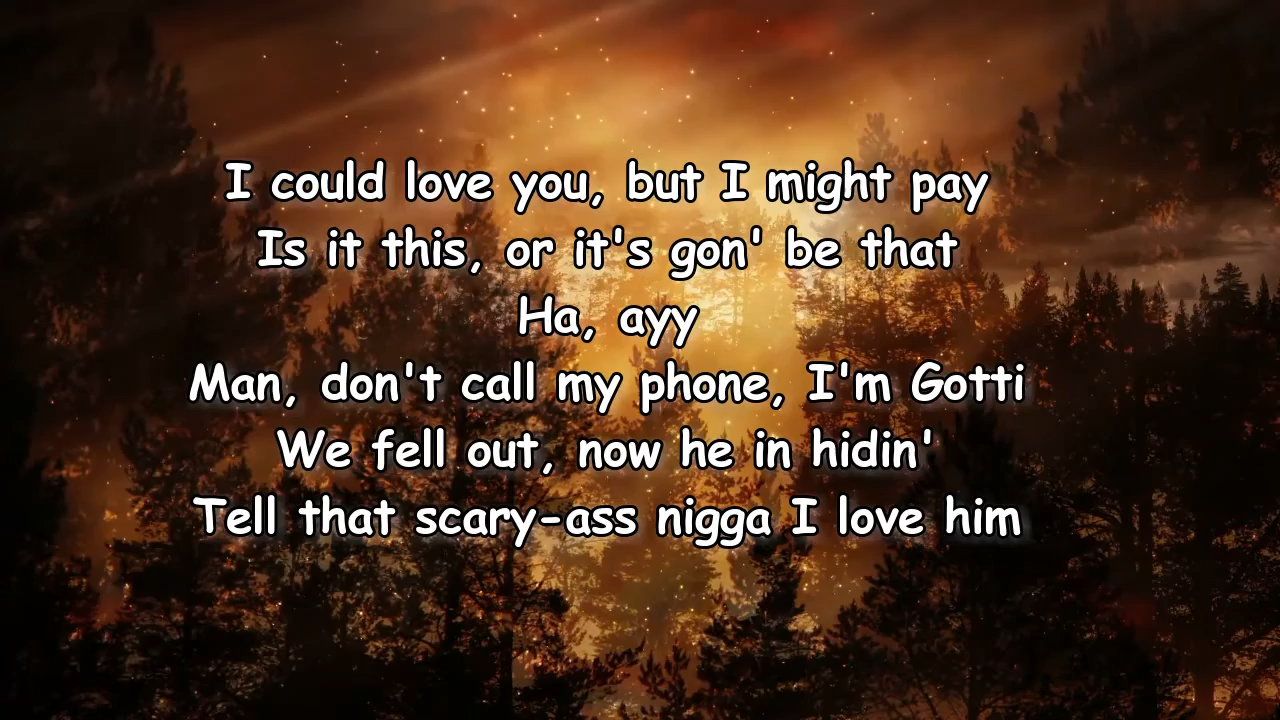 I could love you, but I might pay
Is it this, or it's gon' be that
Ha, ayy
Man, don't call my phone, I'm Gotti
We fell out, now he in hidin'
Tell that scary-ass nigga I love him